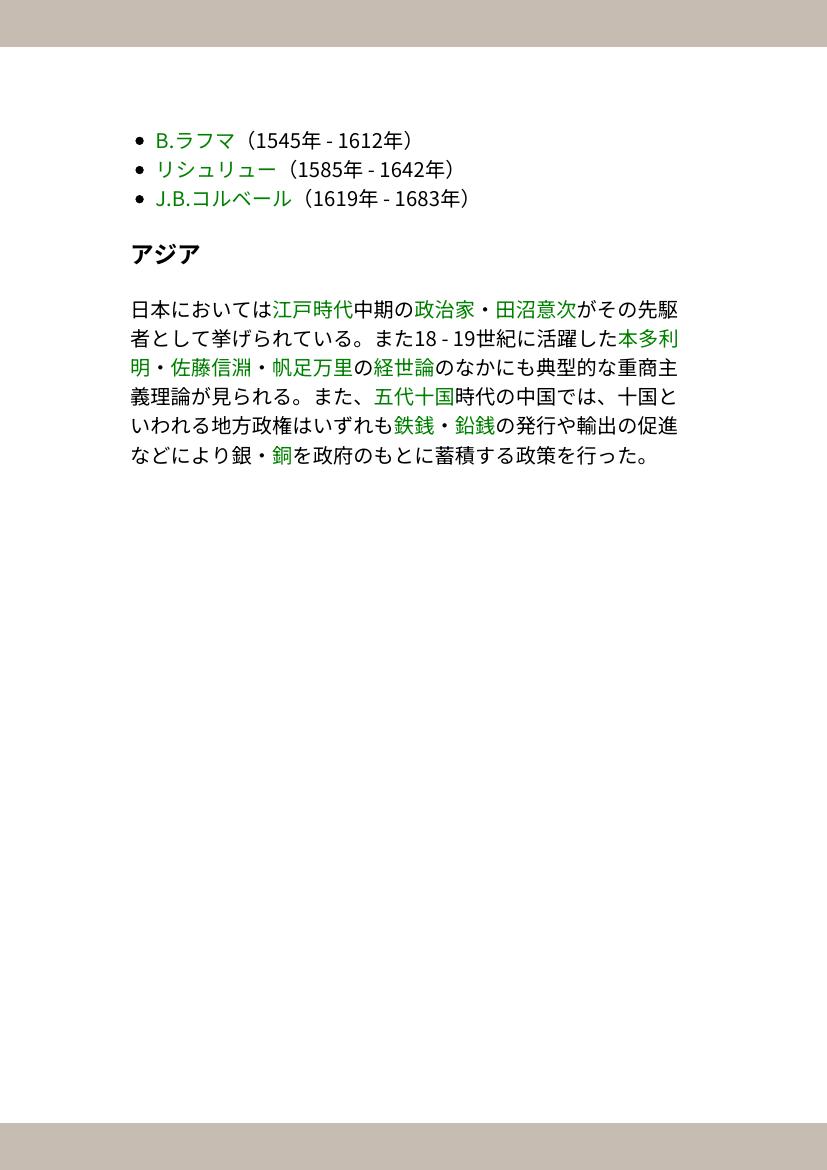 • B.ラフマ（1545年 - 1612年）
• リシュリュー（1585年 - 1642年）
• J.B.コルベール（1619年 - 1683年）
アジア
日本においては江戸時代中期の政治家・田沼意次がその先駆
者として挙げられている。また18 - 19世紀に活躍した本多利
明・佐藤信淵・帆足万里の経世論のなかにも典型的な重商主
義理論が見られる。また、五代十国時代の中国では、十国と
いわれる地方政権はいずれも鉄銭・鉛銭の発行や輸出の促進
などにより銀・銅を政府のもとに蓄積する政策を行った。